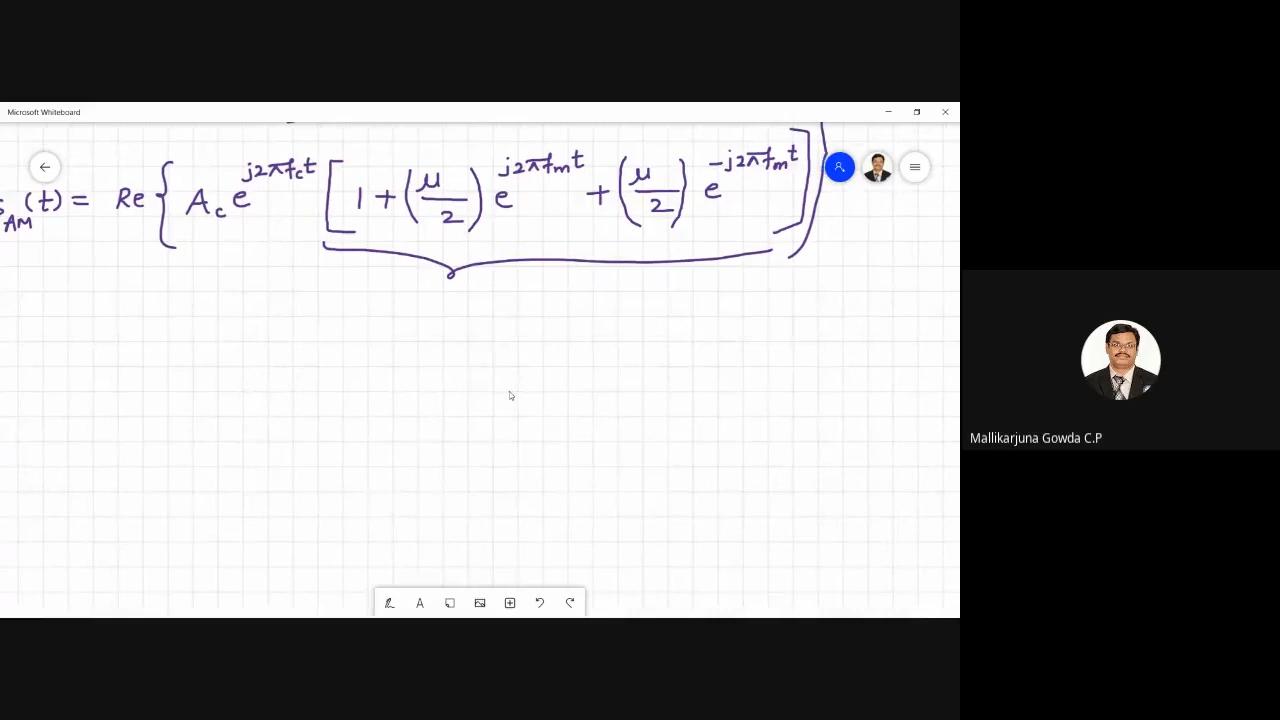 Microsoft Whiteboard
s_AM(t) = Re { A_c e^{j2πf_c t} [ 1 + (μ/2) e^{j2πf_m t} + (μ/2) e^{-j2πf_m t} ] }
Mallikarjuna Gowda C.P
A